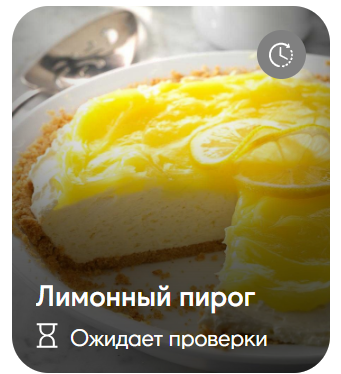 Лимонный пирог
Ожидает проверки